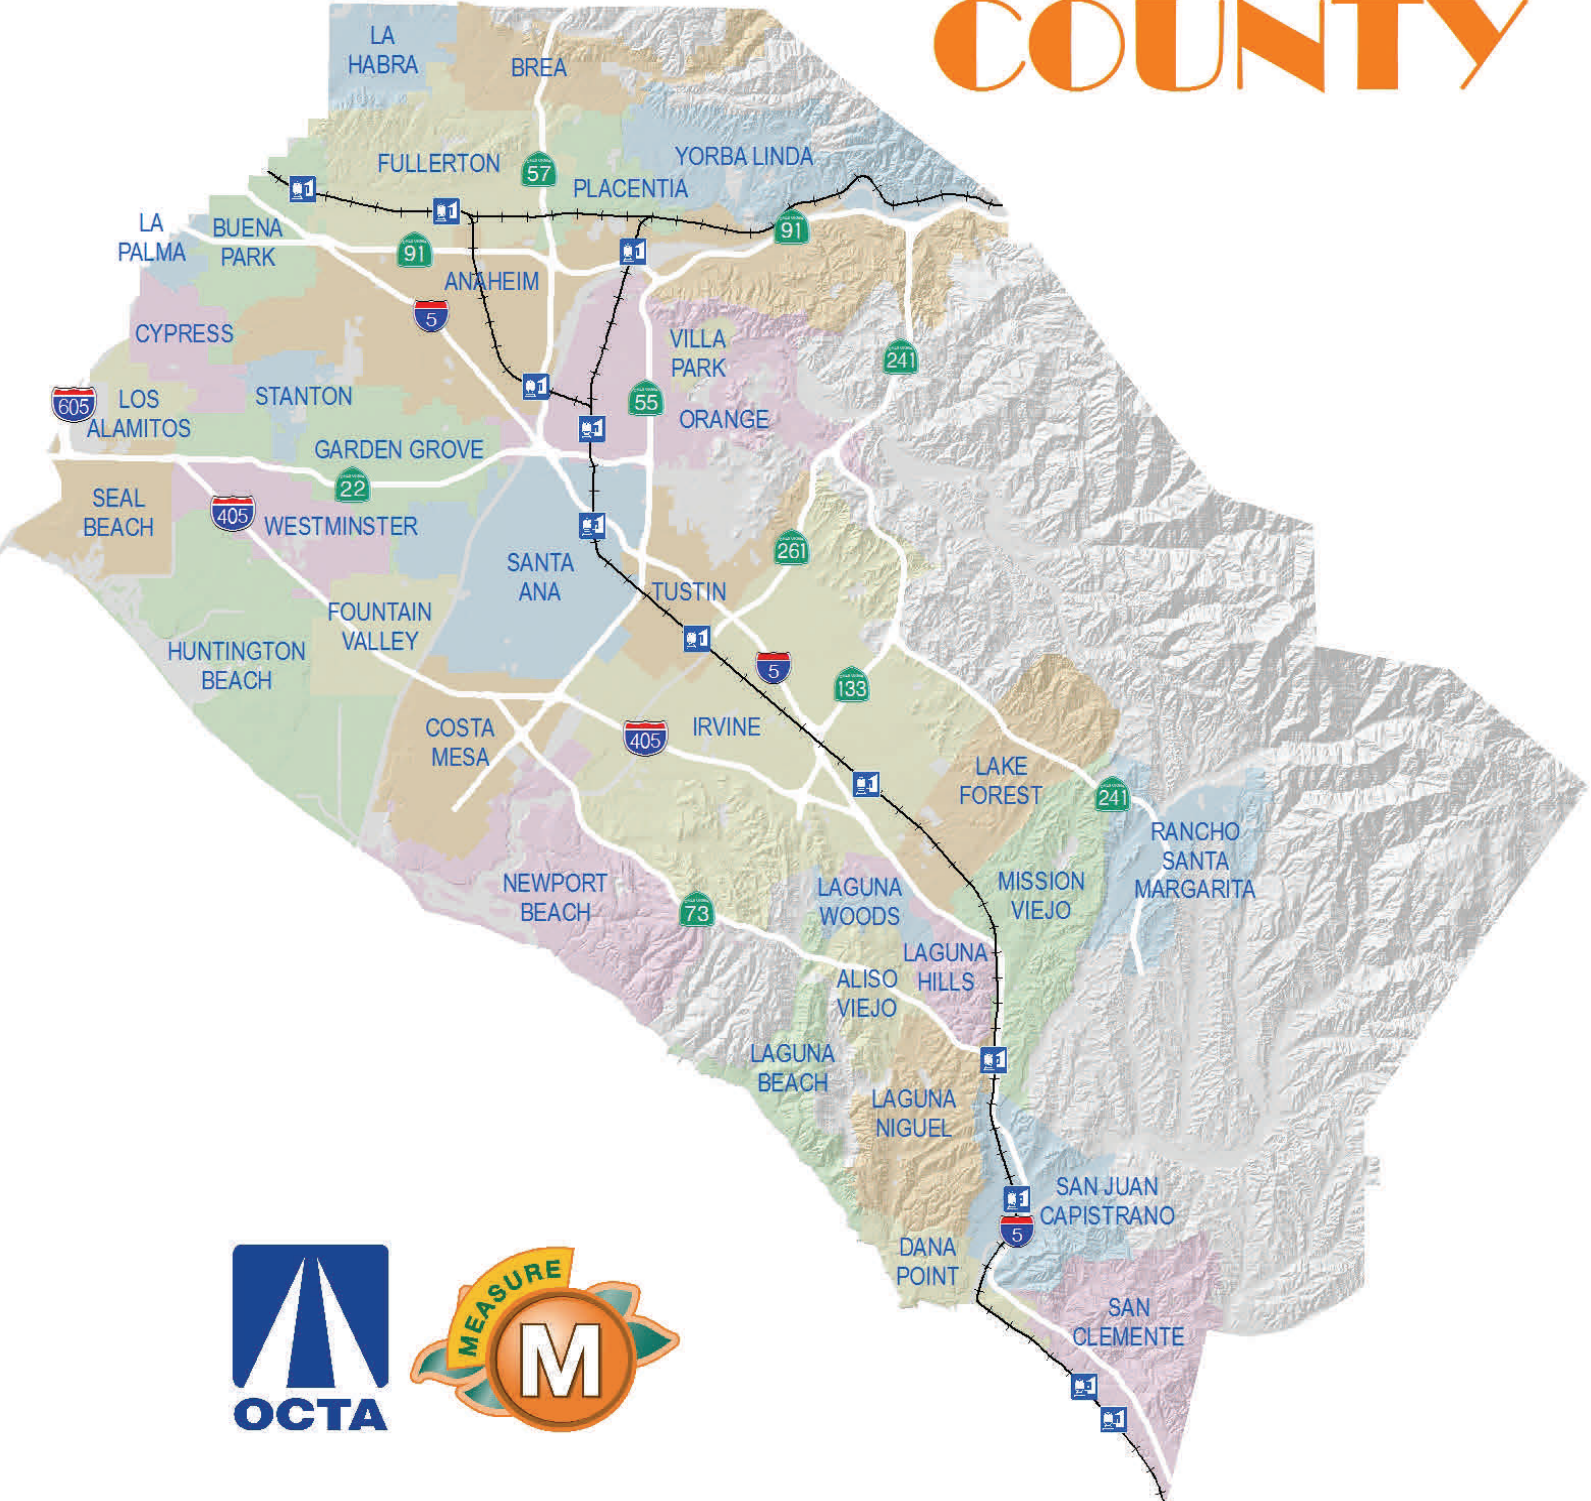 COUNTY
LA
HABRA
BREA
FULLERTON
57
YORBA LINDA
PLACENTIA
LA
PALMA
BUENA
PARK
91
91
ANAHEIM
5
CYPRESS
VILLA
PARK
241
605
LOS
ALAMITOS
STANTON
55
ORANGE
GARDEN GROVE
22
SEAL
BEACH
405
WESTMINSTER
261
SANTA
ANA
TUSTIN
FOUNTAIN
VALLEY
HUNTINGTON
BEACH
5
133
COSTA
MESA
405
IRVINE
LAKE
FOREST
241
RANCHO
SANTA
MARGARITA
NEWPORT
BEACH
73
LAGUNA
WOODS
MISSION
VIEJO
LAGUNA
HILLS
ALISO
VIEJO
LAGUNA
BEACH
LAGUNA
NIGUEL
SAN JUAN
CAPISTRANO
5
DANA
POINT
SAN
CLEMENTE
OCTA
MEASURE
M